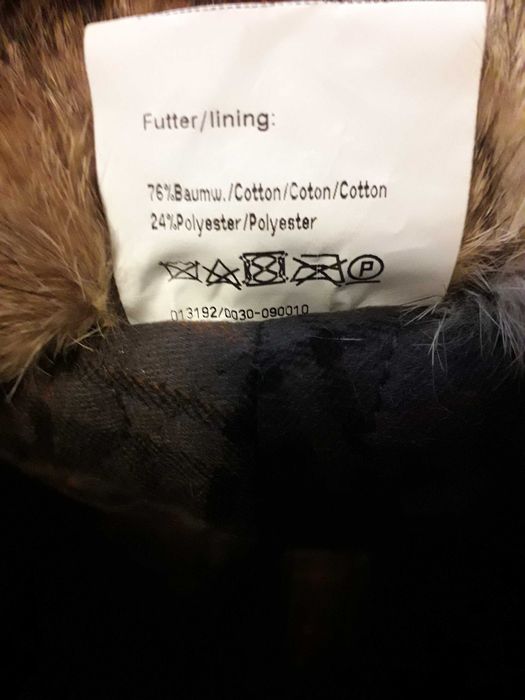 Futter/lining:
76%Baumw./Cotton/Coton/Cotton
24%Polyester/Polyester
P
013192/0030-090010